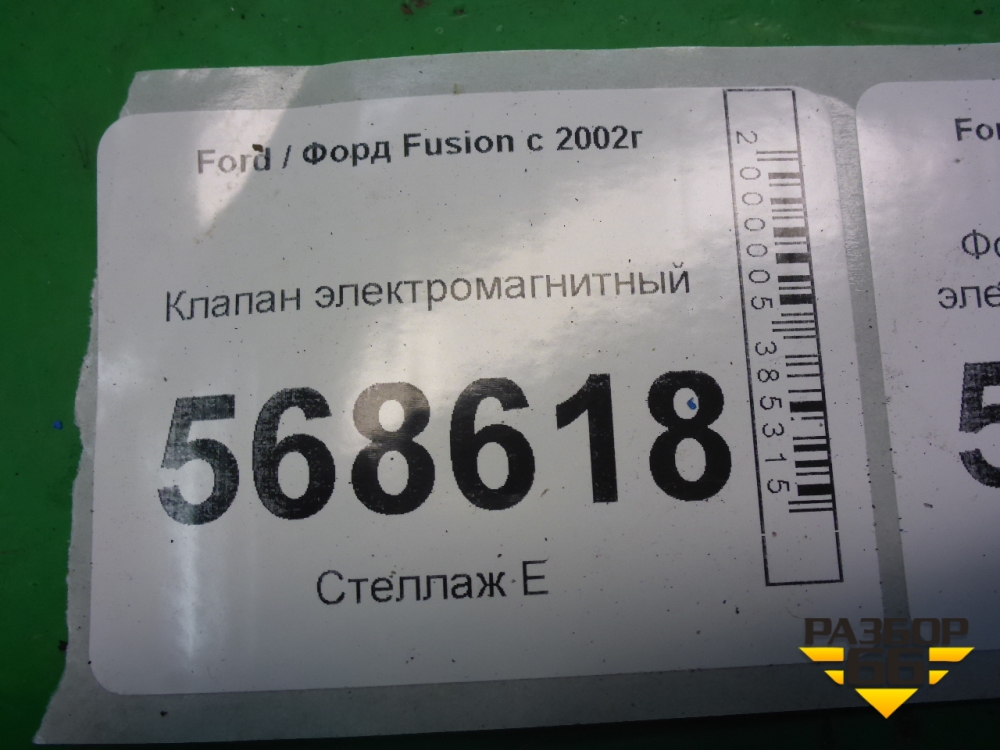 Ford / Форд Fusion с 2002г
Клапан электромагнитный
568618
Стеллаж Е
2000005385315
РАЗБОР
66